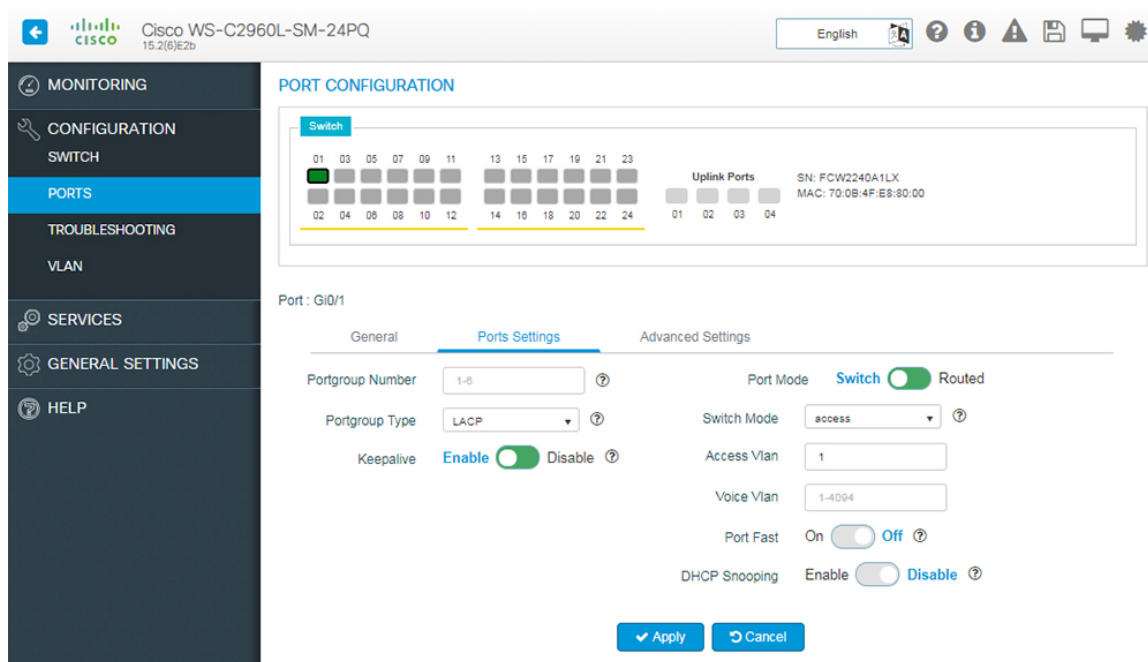 CISCO
Cisco WS-C2960L-SM-24PQ
15.2(6)E2b
English
MONITORING
CONFIGURATION
SWITCH
PORTS
TROUBLESHOOTING
VLAN
SERVICES
GENERAL SETTINGS
HELP
PORT CONFIGURATION
Switch
01 03 05 07 09 11 13 15 17 19 21 23
02 04 06 08 10 12 14 16 18 20 22 24
Uplink Ports
01 02 03 04
SN: FCW2240A1LX
MAC: 70:0B:4F:E8:80:00
Port : Gi0/1
General Ports Settings Advanced Settings
Portgroup Number 1-6
Portgroup Type LACP
Keepalive Enable Disable
Port Mode Switch Routed
Switch Mode access
Access Vlan 1
Voice Vlan 1-4094
Port Fast On Off
DHCP Snooping Enable Disable
Apply Cancel